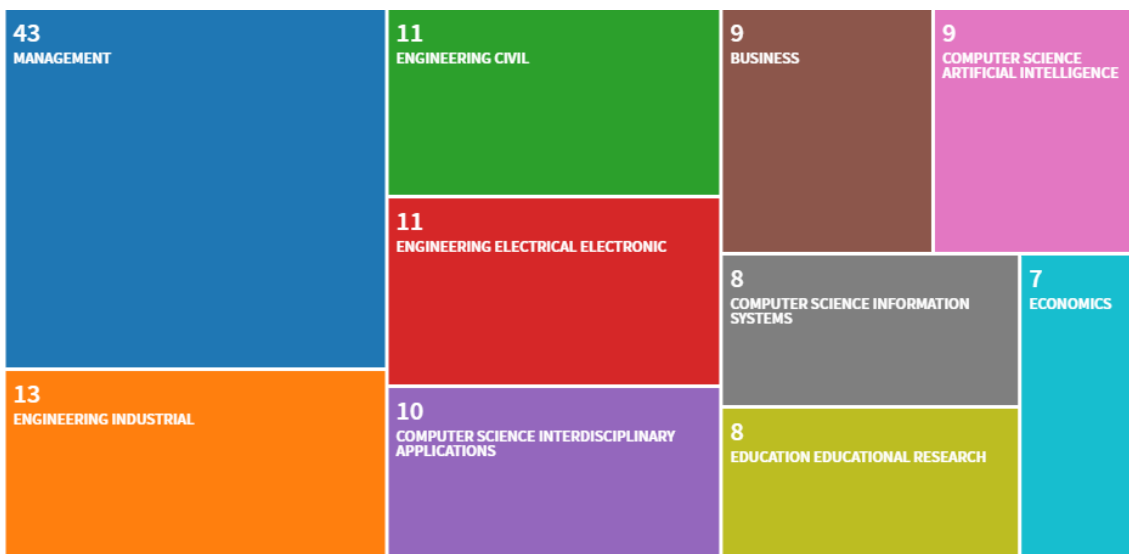 43
MANAGEMENT
13
ENGINEERING INDUSTRIAL
11
ENGINEERING CIVIL
11
ENGINEERING ELECTRICAL ELECTRONIC
10
COMPUTER SCIENCE INTERDISCIPLINARY
APPLICATIONS
9
BUSINESS
9
COMPUTER SCIENCE
ARTIFICIAL INTELLIGENCE
8
COMPUTER SCIENCE INFORMATION
SYSTEMS
8
EDUCATION EDUCATIONAL RESEARCH
7
ECONOMICS